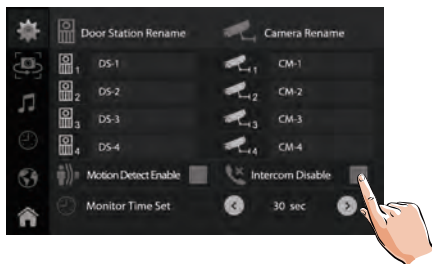 Door Station Rename Camera Rename
1 DS-1 1 CM-1
2 DS-2 2 CM-2
3 DS-3 3 CM-3
4 DS-4 4 CM-4
Motion Detect Enable Intercom Disable
Monitor Time Set 30 sec